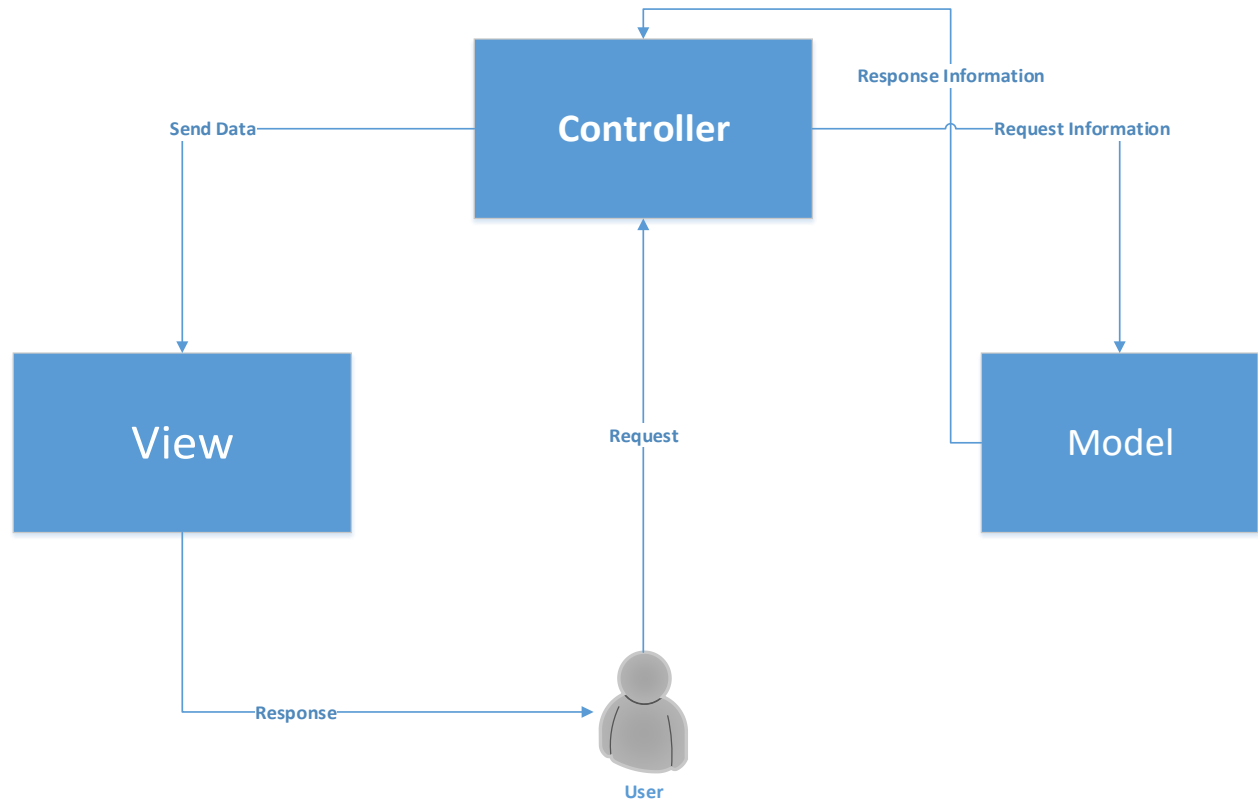 Response Information
Controller
Send Data
Request Information
View
Request
Model
Response
User